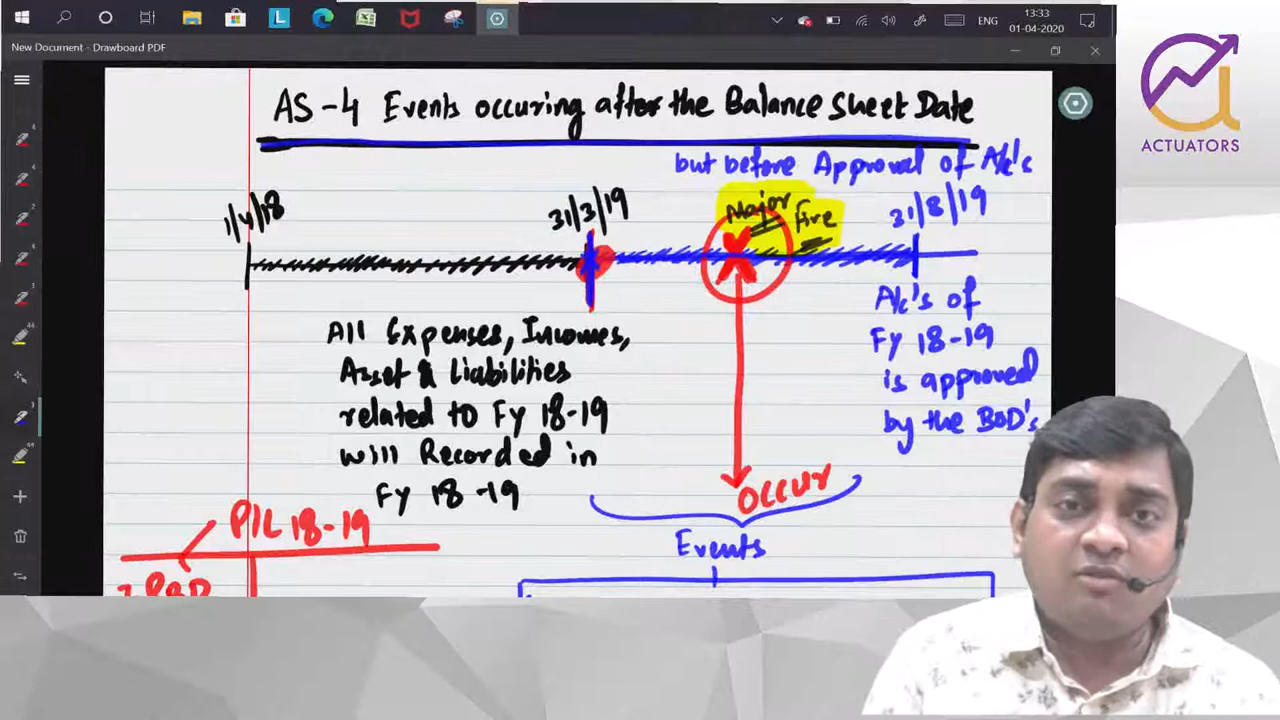 ENG
13:33
01-04-2020
New Document - Drawboard PDF
ACTUATORS
AS-4 Events occuring after the Balance Sheet Date
but before Approval of A/c's
1/4/18
31/3/19
Major Fire
31/8/19
All Expenses, Incomes,
Asset & Liabilities
related to Fy 18-19
will Recorded in
Fy 18-19
A/c's of
Fy 18-19
is approved
by the BOD's
Occur
P/L 18-19
Events